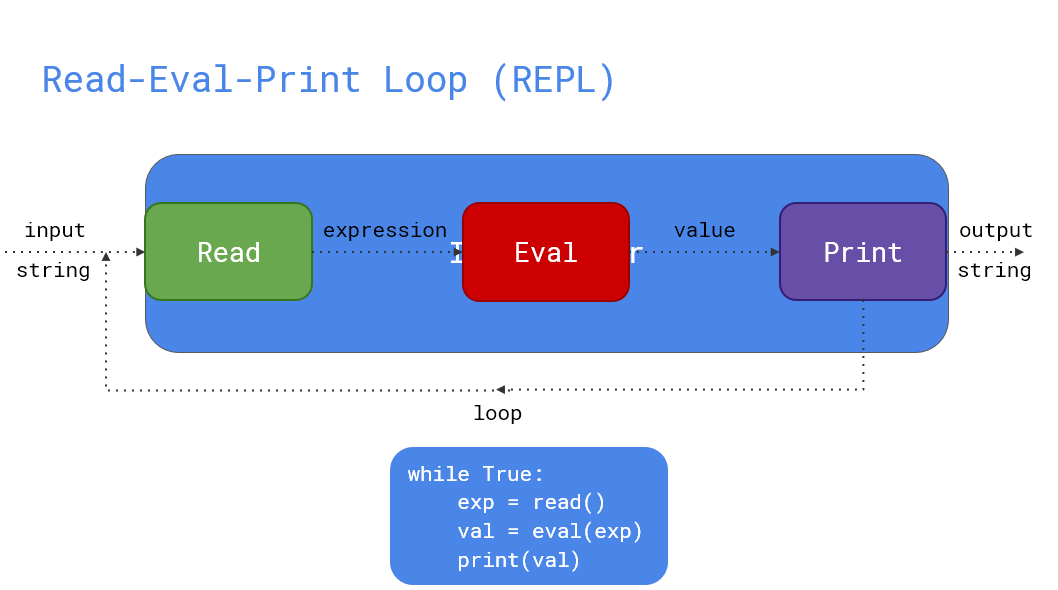 Read-Eval-Print Loop (REPL)
input
string
Read
expression
Eval
value
Print
output
string
loop
while True:
    exp = read()
    val = eval(exp)
    print(val)